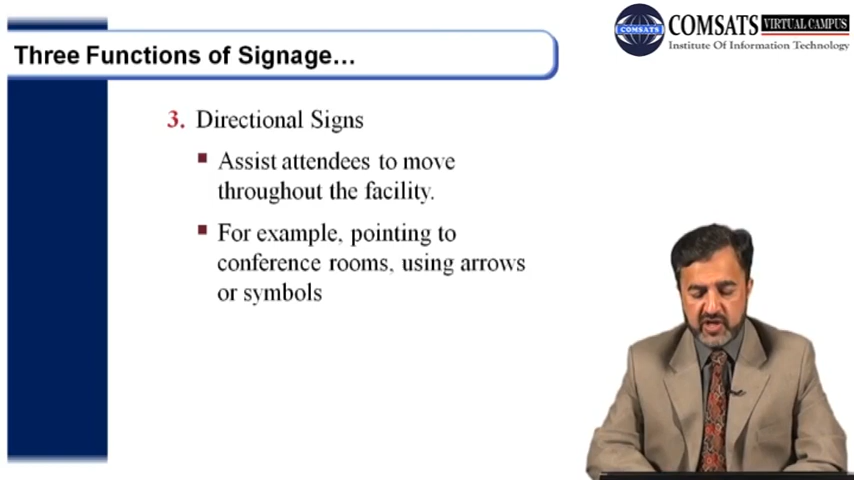 Three Functions of Signage...
COMSATS VIRTUAL CAMPUS
COMSATS
Institute Of Information Technology
3. Directional Signs
■ Assist attendees to move
throughout the facility.
■ For example, pointing to
conference rooms, using arrows
or symbols